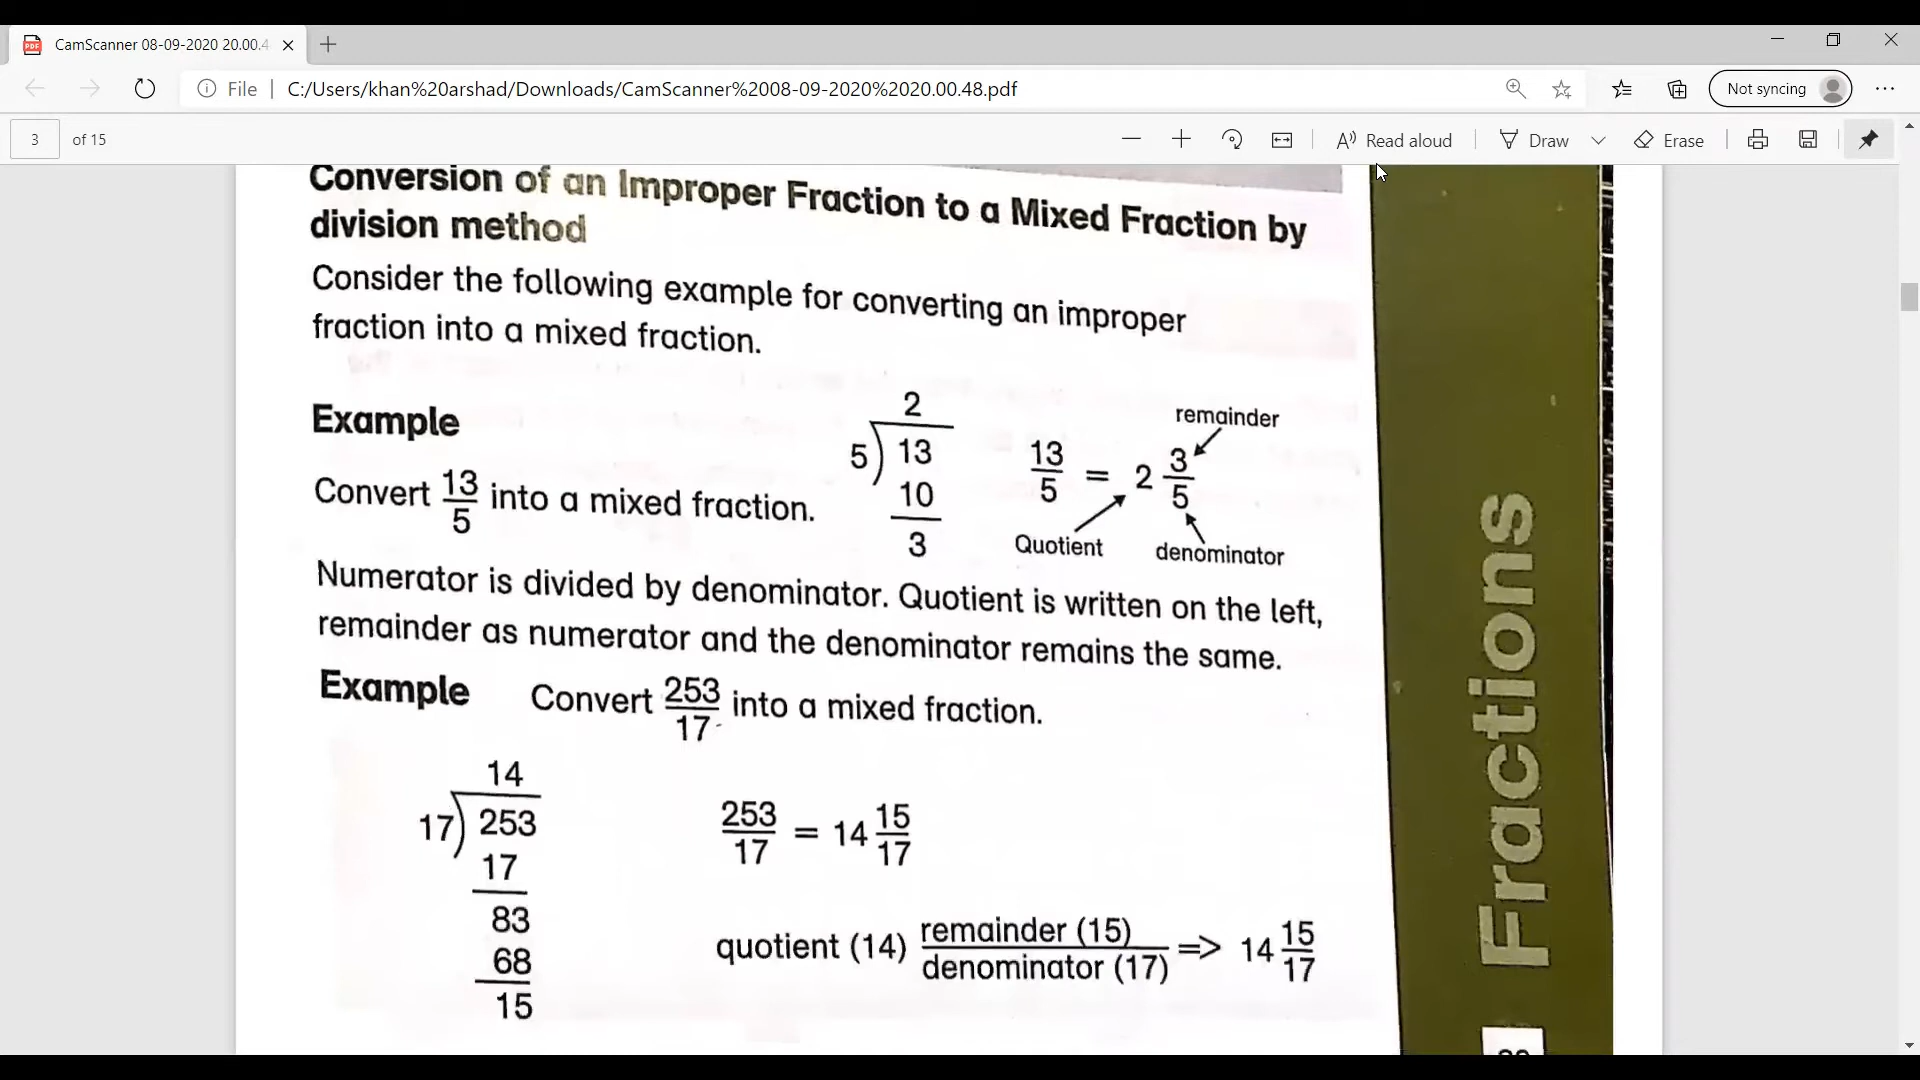 CamScanner 08-09-2020 20.00.4
File
C:/Users/khan%20arshad/Downloads/CamScanner%2008-09-2020%2020.00.48.pdf
Not syncing
3 of 15
Read aloud
Draw
Erase
Conversion of an Improper Fraction to a Mixed Fraction by
division method
Consider the following example for converting an improper
fraction into a mixed fraction.
Example
Convert 13/5 into a mixed fraction.
2
5) 13
10
3
remainder
13/5 = 2 3/5
Quotient
denominator
Numerator is divided by denominator. Quotient is written on the left,
remainder as numerator and the denominator remains the same.
Example Convert 253/17 into a mixed fraction.
14
17) 253
17
83
68
15
253/17 = 14 15/17
quotient (14) remainder (15)/denominator (17) => 14 15/17
Fractions